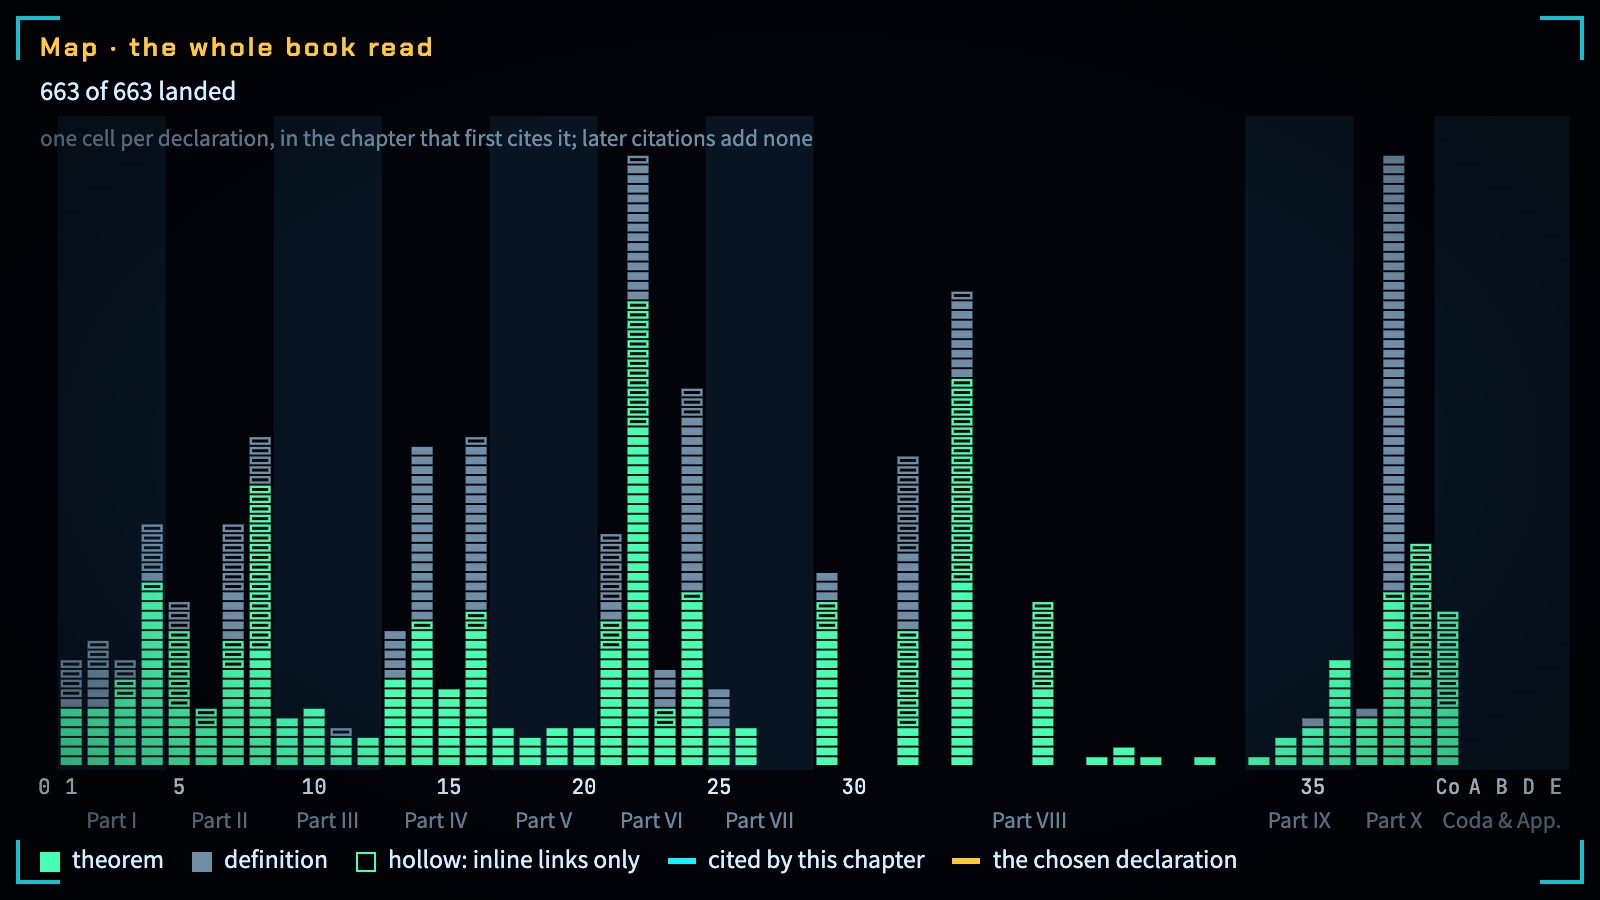 Map · the whole book read
663 of 663 landed
one cell per declaration, in the chapter that first cites it; later citations add none
0 1 5 10 15 20 25 30 35 Co A B D E
Part I Part II Part III Part IV Part V Part VI Part VII Part VIII Part IX Part X Coda & App.
theorem definition hollow: inline links only cited by this chapter the chosen declaration